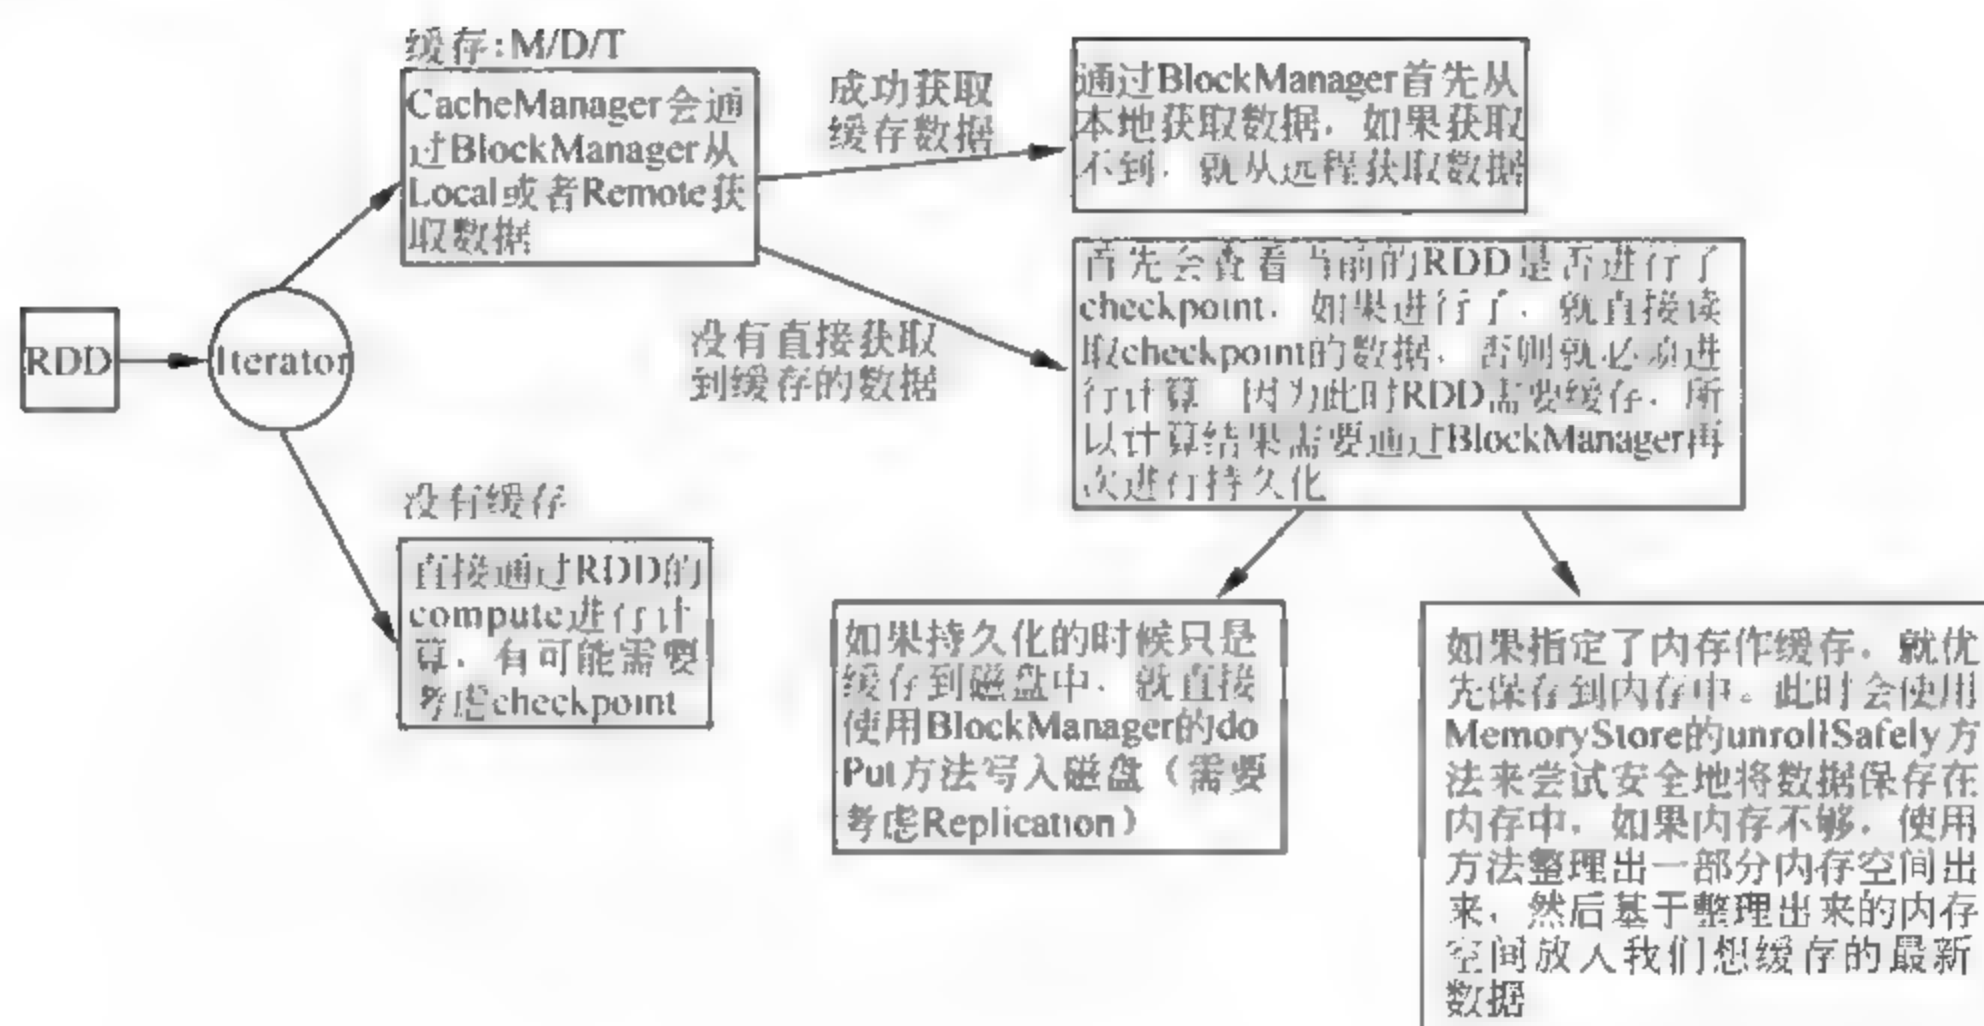 缓存:M/D/T
CacheManager会通
过BlockManager从
Local或者Remote获
取数据
成功获取
缓存数据
通过BlockManager首先从
本地获取数据，如果获取
不到，就从远程获取数据
RDD
Iterator
没有直接获取
到缓存的数据
首先会查看当前的RDD是否进行了
checkpoint，如果进行了，就直接读
取checkpoint的数据，否则就必须进
行计算，因为此时RDD需要缓存，所
以计算结果需要通过BlockManager再
次进行持久化
没有缓存
直接通过RDD的
compute进行计
算，有可能需要
考虑checkpoint
如果持久化的时候只是
缓存到磁盘中，就直接
使用BlockManager的do
Put方法写入磁盘（需要
考虑Replication）
如果指定了内存作缓存，就优
先保存到内存中。此时会使用
MemoryStore的unrollSafely方
法来尝试安全地将数据保存在
内存中，如果内存不够，使用
方法整理出一部分内存空间出
来，然后基于整理出来的内存
空间放入我们想缓存的最新
数据